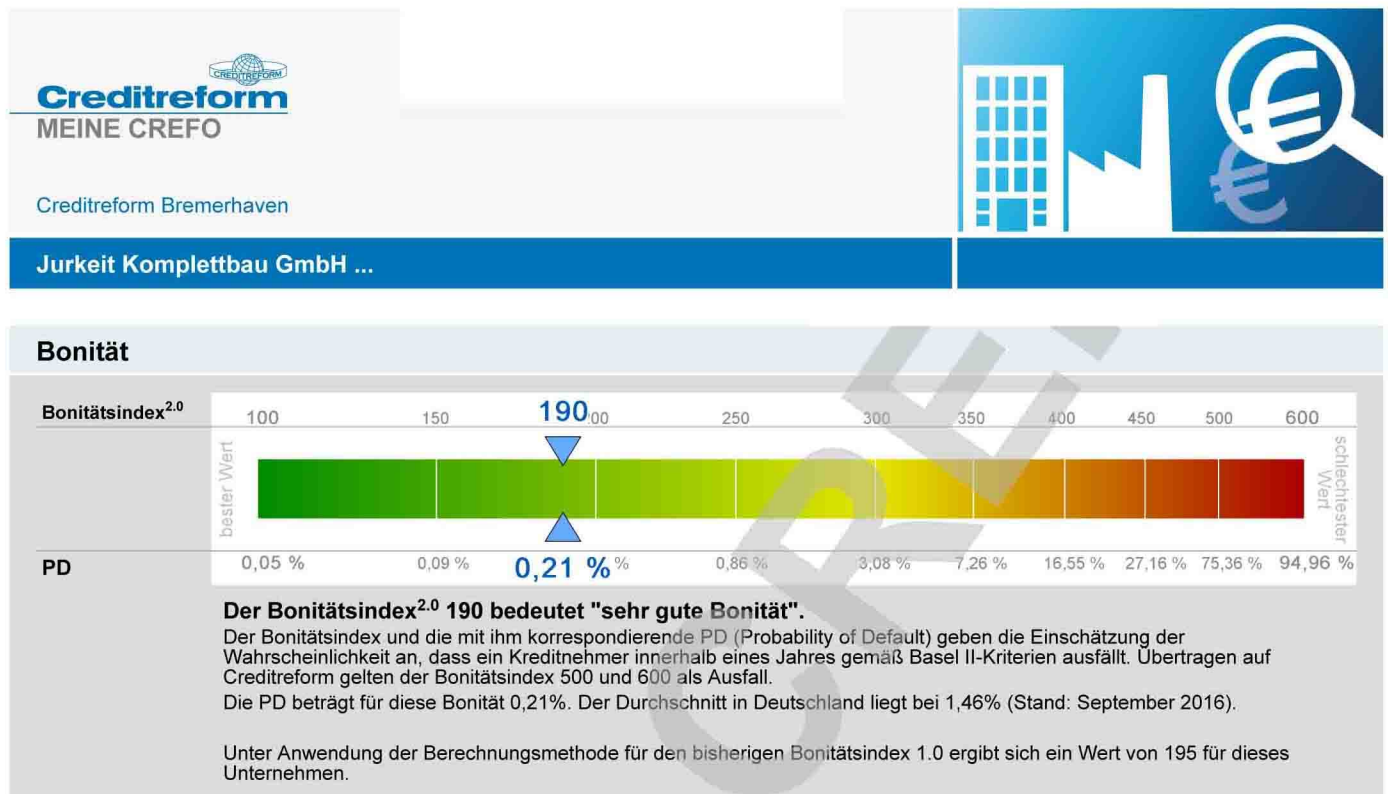 CREDITREFORM
Creditreform
MEINE CREFO
Creditreform Bremerhaven
Jurkeit Komplettbau GmbH ...
Bonität
Bonitätsindex2.0
100 150 190 00 250 300 350 400 450 500 600
bester Wert
schlechtester
Wert
PD
0,05 % 0,09 % 0,21 % % 0,86 % 3,08 % 7,26 % 16,55 % 27,16 % 75,36 % 94,96 %
Der Bonitätsindex2.0 190 bedeutet "sehr gute Bonität".
Der Bonitätsindex und die mit ihm korrespondierende PD (Probability of Default) geben die Einschätzung der
Wahrscheinlichkeit an, dass ein Kreditnehmer innerhalb eines Jahres gemäß Basel II-Kriterien ausfällt. Übertragen auf
Creditreform gelten der Bonitätsindex 500 und 600 als Ausfall.
Die PD beträgt für diese Bonität 0,21%. Der Durchschnitt in Deutschland liegt bei 1,46% (Stand: September 2016).
Unter Anwendung der Berechnungsmethode für den bisherigen Bonitätsindex 1.0 ergibt sich ein Wert von 195 für dieses
Unternehmen.